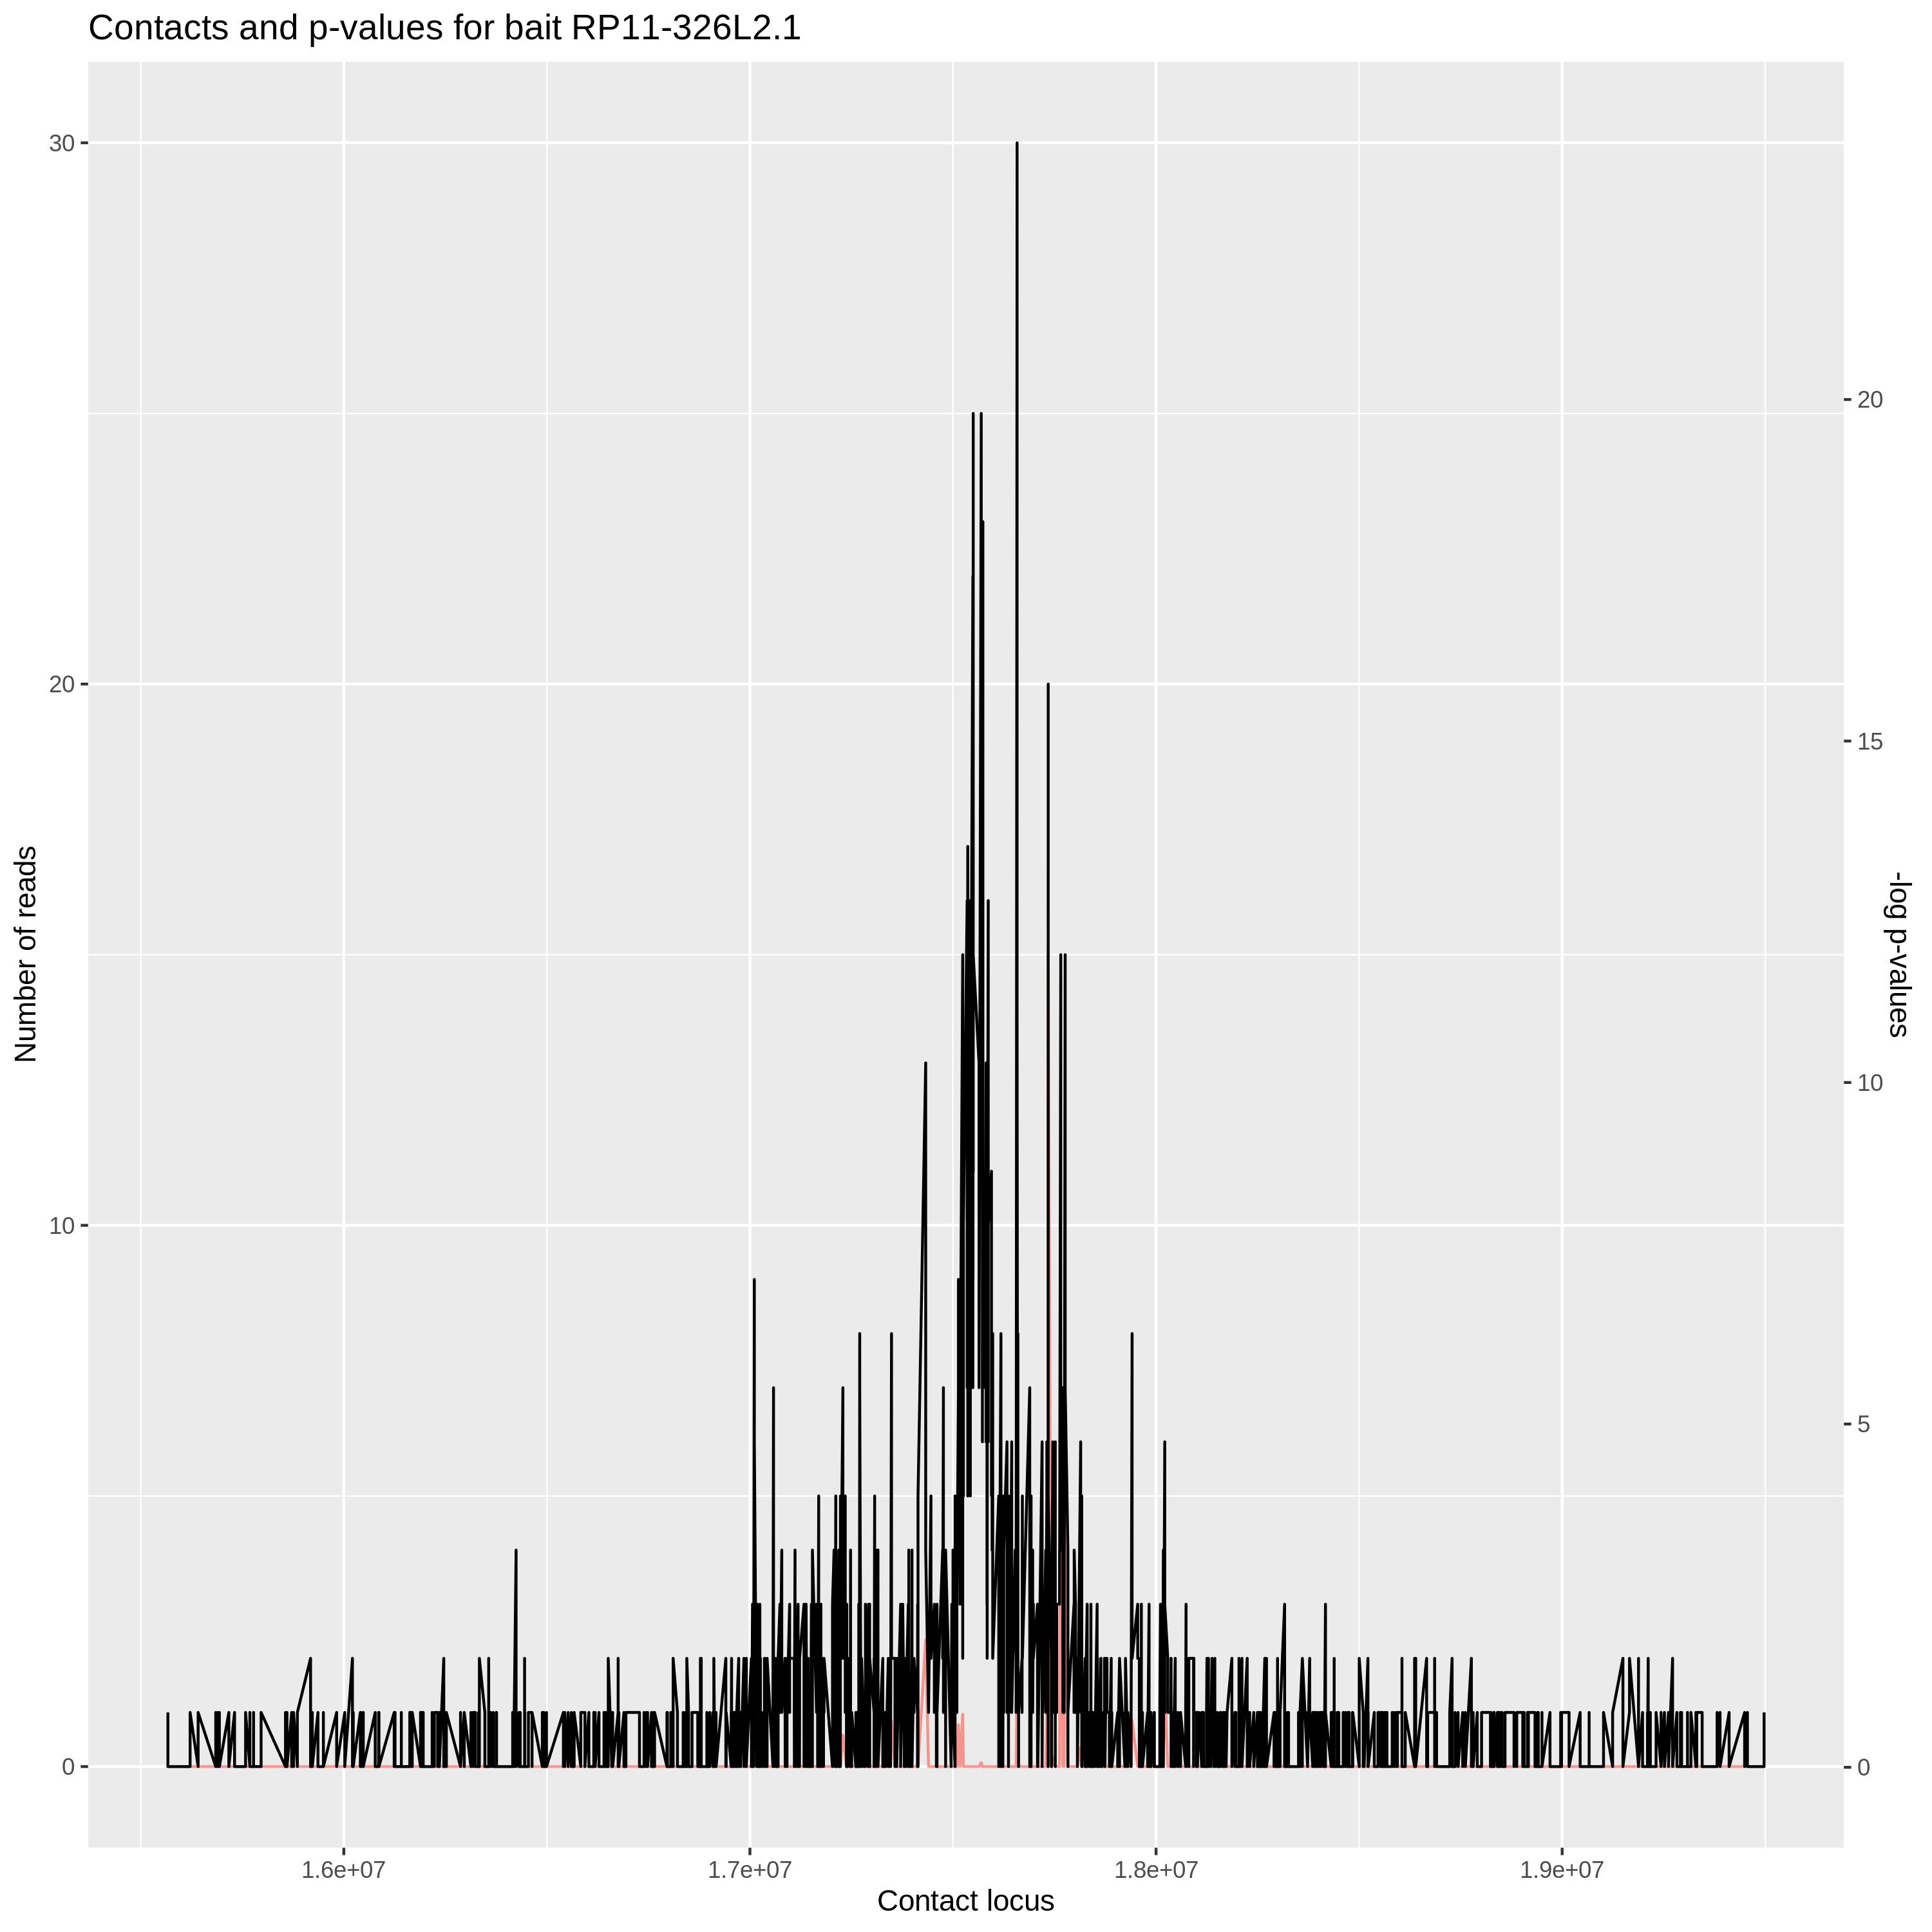 Contacts and p-values for bait RP11-326L2.1
30
20
10
0
Number of reads
20
15
10
5
0
-log p-values
1.6e+07
1.7e+07
1.8e+07
1.9e+07
Contact locus